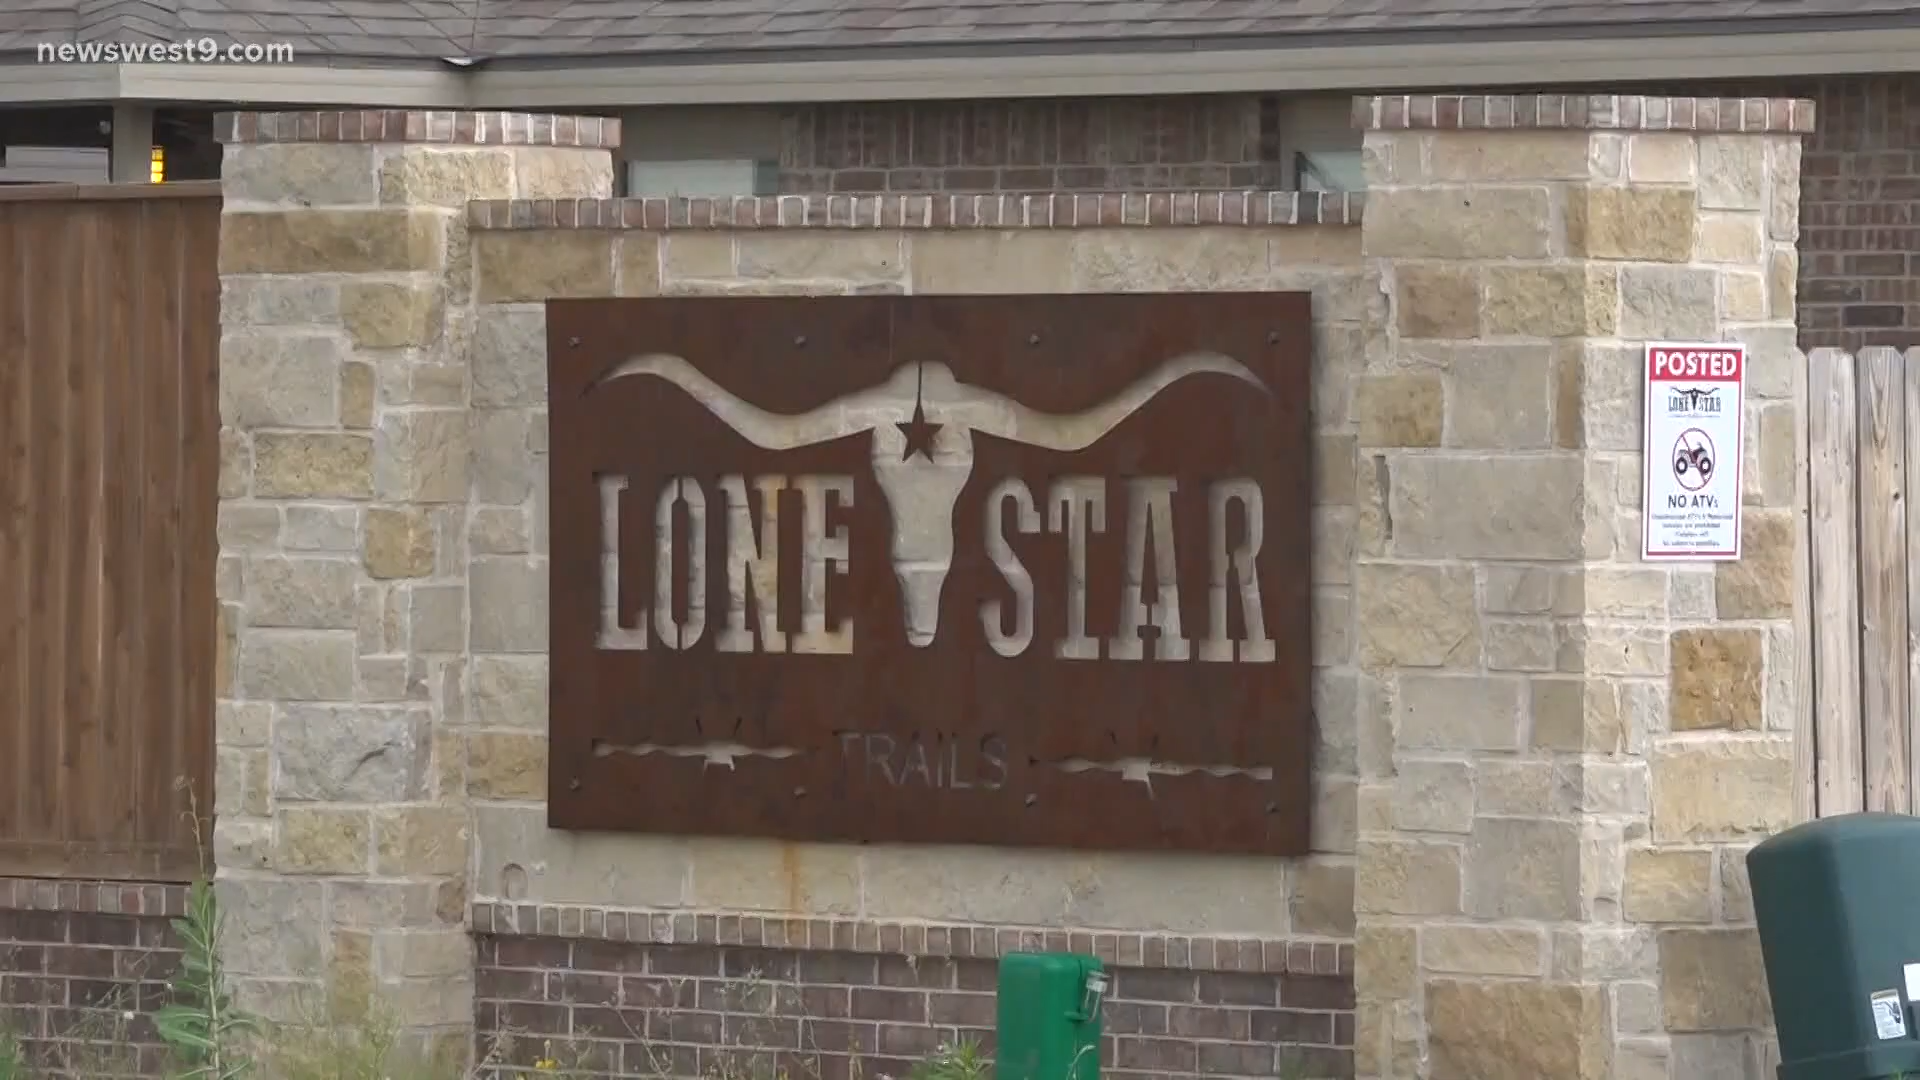 newswest9.com
LONE STAR
TRAILS
POSTED
LONE STAR
NO ATVs